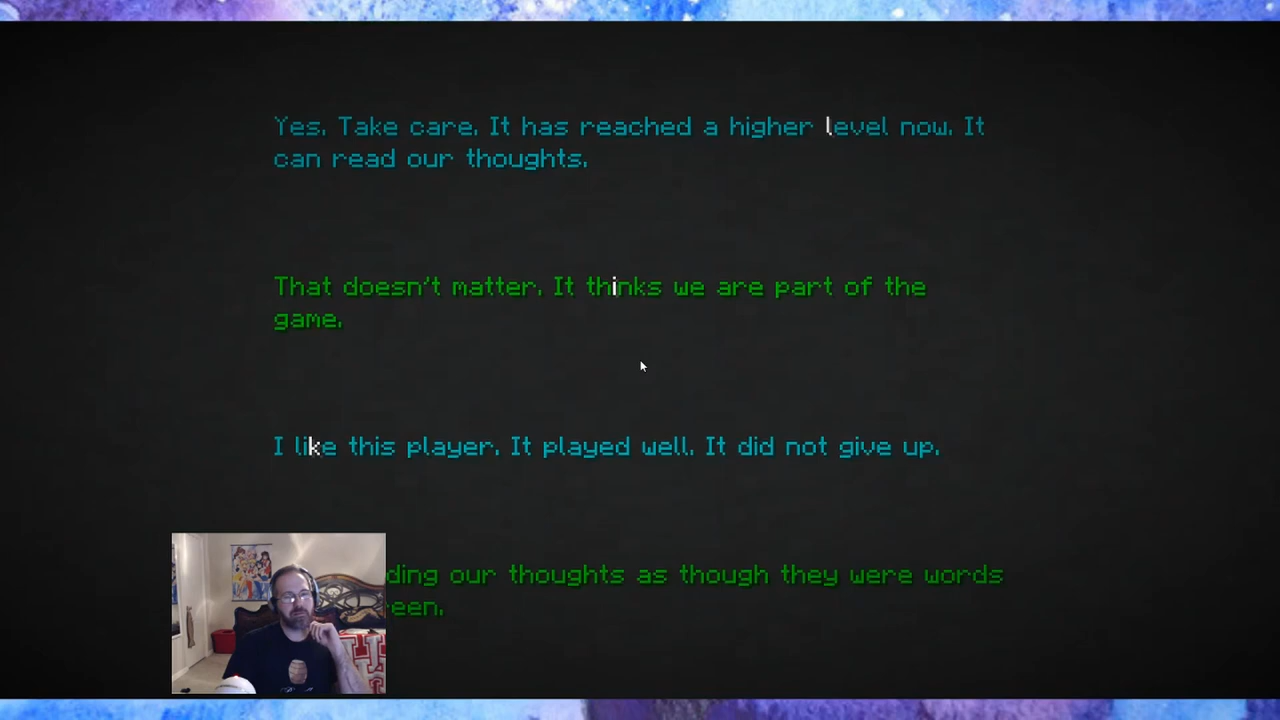 Yes. Take care. It has reached a higher level now. It
can read our thoughts.
That doesn't matter. It thinks we are part of the
game.
I like this player. It played well. It did not give up.
our thoughts as though they were words